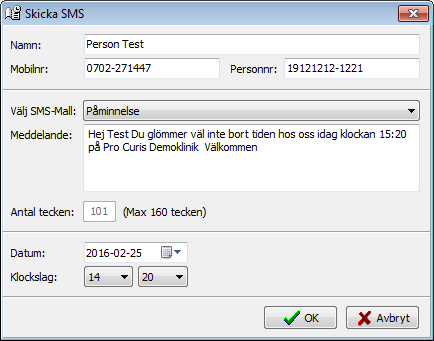 Skicka SMS
Namn: Person Test
Mobilnr: 0702-271447 Personnr: 19121212-1221
Välj SMS-Mall: Påminnelse
Meddelande: Hej Test Du glömmer väl inte bort tiden hos oss idag klockan 15:20
på Pro Curis Demoklinik Välkommen
Antal tecken: 101 (Max 160 tecken)
Datum: 2016-02-25
Klockslag: 14 20
OK Avbryt